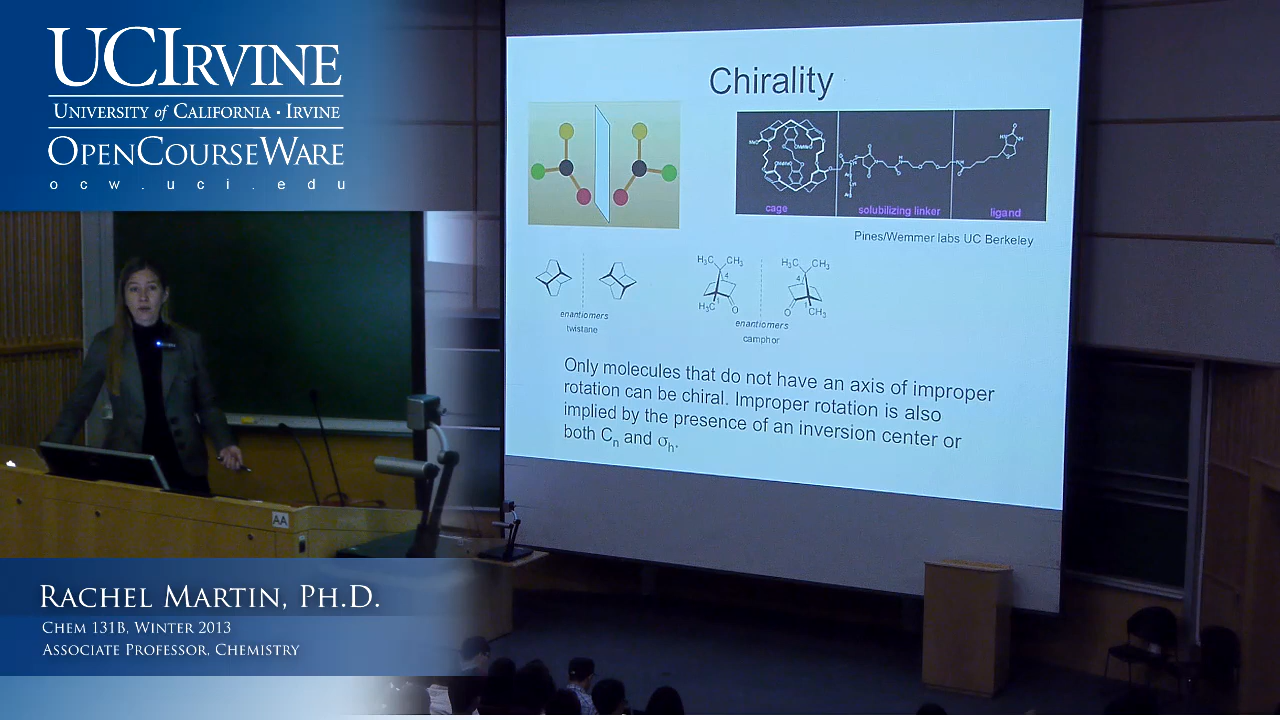 UCIRVINE
UNIVERSITY of CALIFORNIA · IRVINE
OPENCOURSEWARE
ocw.uci.edu
Chirality
cage
solubilizing linker
ligand
Pines/Wemmer labs UC Berkeley
H₃C CH₃
4
H₃C
O
H₃C CH₃
4
O
CH₃
enantiomers
twistane
enantiomers
camphor
Only molecules that do not have an axis of improper
rotation can be chiral. Improper rotation is also
implied by the presence of an inversion center or
both Cn and σh.
AA
RACHEL MARTIN, PH.D.
CHEM 131B, WINTER 2013
ASSOCIATE PROFESSOR, CHEMISTRY